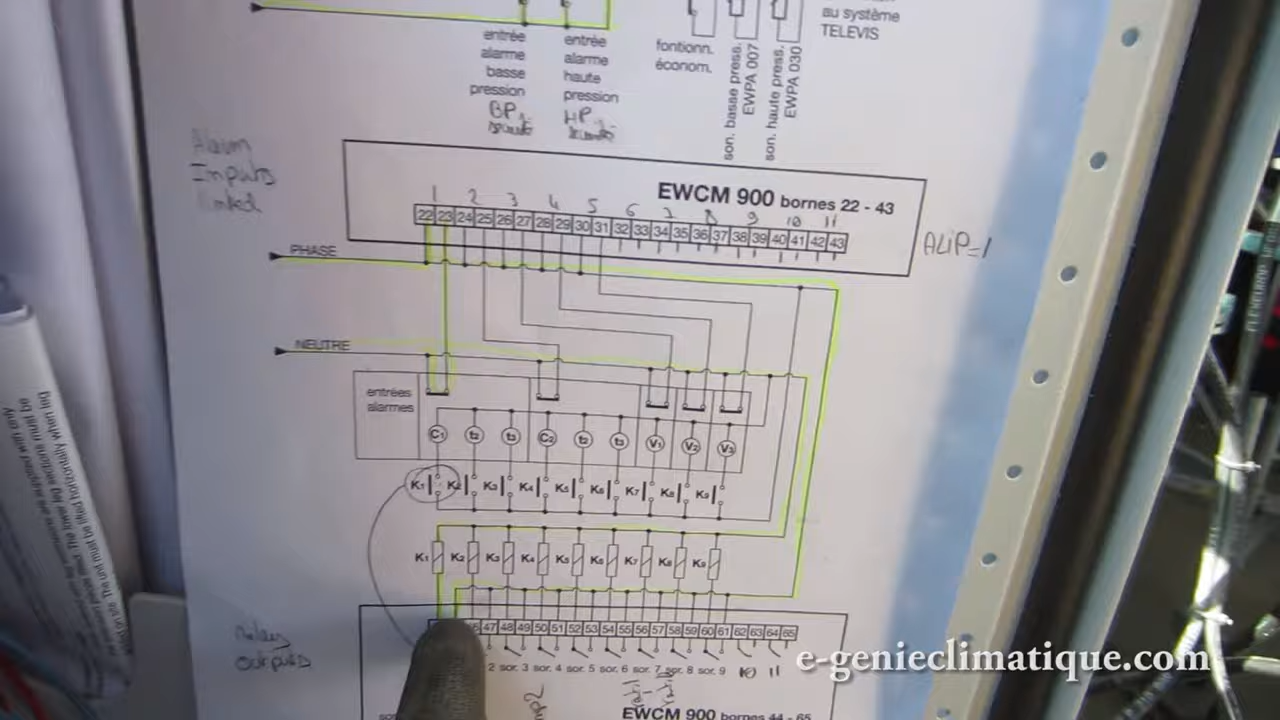 au système
TELEVIS
entrée
alarme
basse
pression
BP
entrée
alarme
haute
pression
HP
fontionn.
économ.
son. basse press.
EWPA 007
son. haute press.
EWPA 030
Alarm
Inputs
linked
EWCM 900 bornes 22 - 43
1 2 3 4 5 6 7 8 9 10 11
22 23 24 25 26 27 28 29 30 31 32 33 34 35 36 37 38 39 40 41 42 43
ALIP=1
PHASE
NEUTRE
entrées
alarmes
C1 t2 t3 C2 t2 t3 V1 V2 V3
K1 K2 K3 K4 K5 K6 K7 K8 K9
K1 K2 K3 K4 K5 K6 K7 K8 K9
47 48 49 50 51 52 53 54 55 56 57 58 59 60 61 62 63 64 65
Relay
outputs
2 sor. 3 sor. 4 sor. 5 sor. 6 sor. 7 sor. 8 sor. 9 10 11
EWCM 900 bornes 44 - 65
e-genieclimatique.com